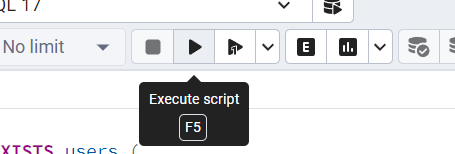 QL 17
No limit
E
Execute script
F5
XISTS users (